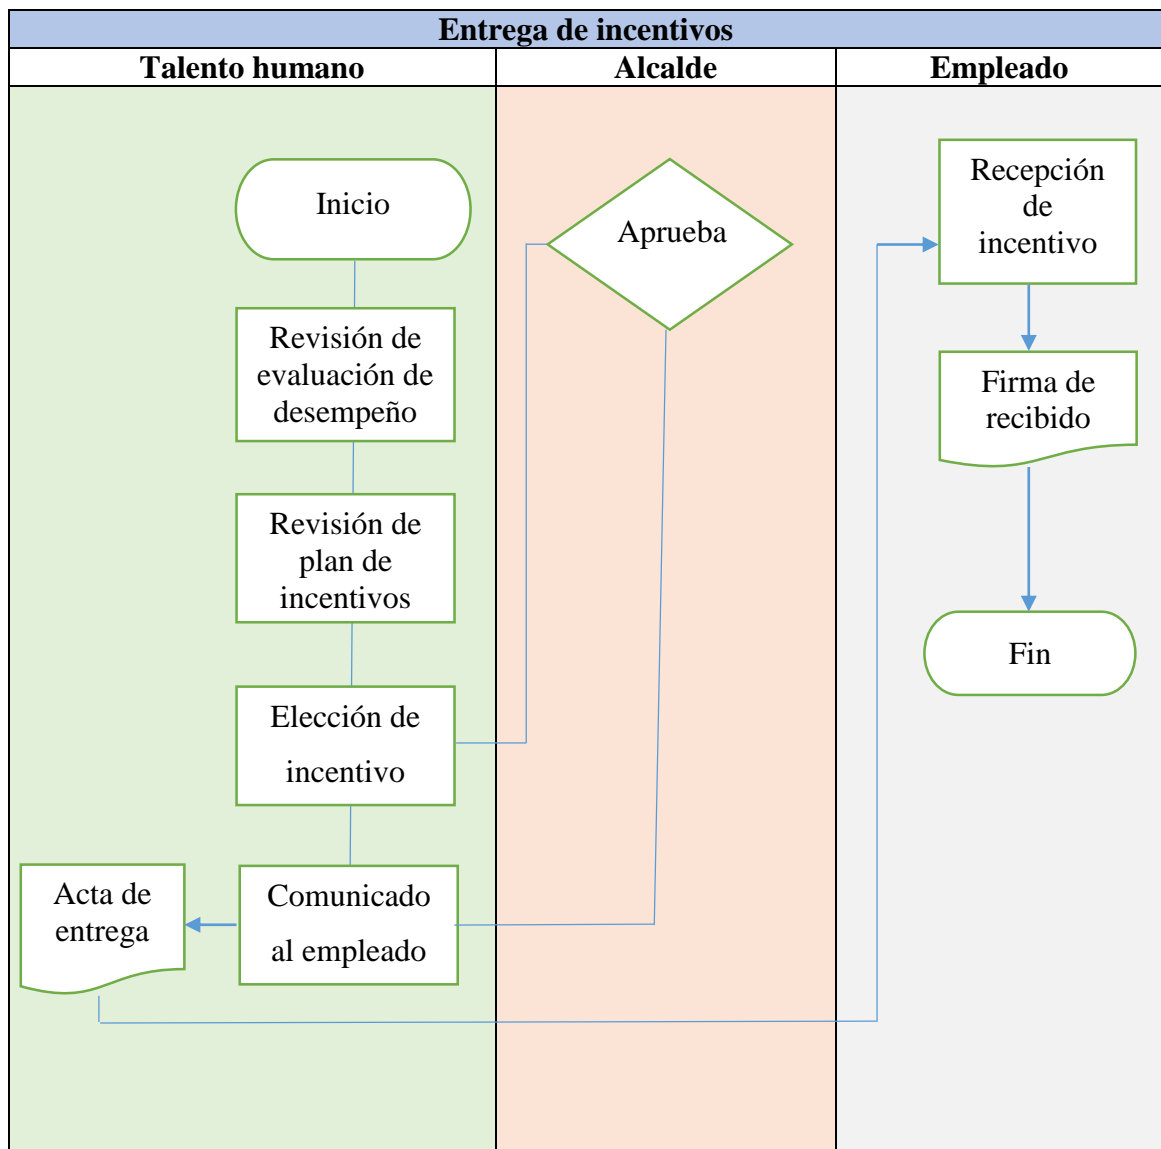 Entrega de incentivos
Talento humano
Alcalde
Empleado
Inicio
Revisión de
evaluación de
desempeño
Revisión de
plan de
incentivos
Elección de
incentivo
Comunicado
al empleado
Acta de
entrega
Aprueba
Recepción
de
incentivo
Firma de
recibido
Fin